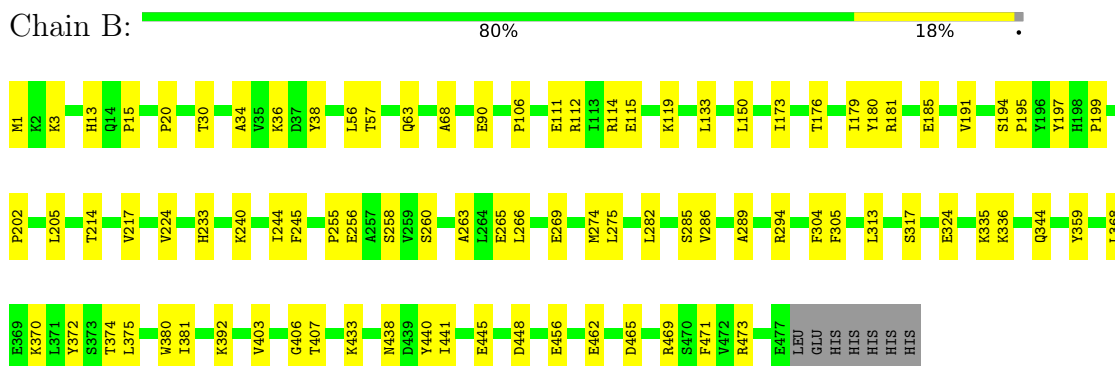 Chain B:
80% 18% •
M1 K2 K3 H13 Q14 P15 P20 T30 A34 V35 K36 D37 Y38 L56 T57 Q63 A68 E90 P106 E111 R112 I113 R114 E115 K119 L133 L150 I173 T176 I179 Y180 R181 E185 V191 S194 P195 Y196 Y197 H198 P199
P202 L205 T214 V217 V224 H233 K240 I244 F245 P255 E256 A257 S258 V259 S260 A263 L264 E265 L266 E269 M274 L275 L282 S285 V286 A289 R294 F304 F305 L313 S317 E324 K335 K336 Q344 Y359 L368
E369 K370 L371 Y372 S373 T374 L375 W380 I381 K392 V403 G406 T407 K433 N438 D439 Y440 I441 E445 D448 E456 E462 D465 R469 S470 F471 V472 R473 E477 LEU GLU HIS HIS HIS HIS HIS HIS